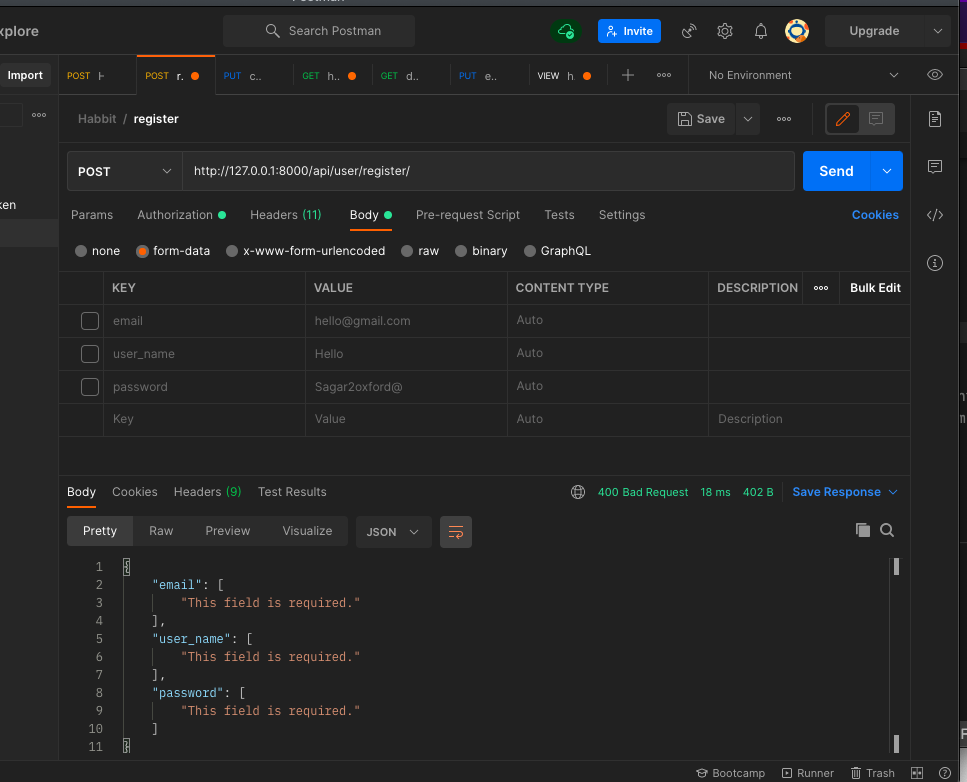 xplore
Search Postman
Invite
Upgrade
Import
POST
POST r.
PUT c..
GET h..
GET d..
PUT e..
VIEW h
No Environment
ken
Habbit / register
Save
POST
http://127.0.0.1:8000/api/user/register/
Send
Params
Authorization
Headers (11)
Body
Pre-request Script
Tests
Settings
Cookies
none
form-data
x-www-form-urlencoded
raw
binary
GraphQL
KEY VALUE CONTENT TYPE DESCRIPTION Bulk Edit
email hello@gmail.com Auto
user_name Hello Auto
password Sagar2oxford@ Auto
Key Value Auto Description
Body Cookies Headers (9) Test Results
400 Bad Request 18 ms 402 B Save Response
Pretty Raw Preview Visualize JSON
1 {
2 "email": [
3 "This field is required."
4 ],
5 "user_name": [
6 "This field is required."
7 ],
8 "password": [
9 "This field is required."
10 ]
11 }
Bootcamp Runner Trash